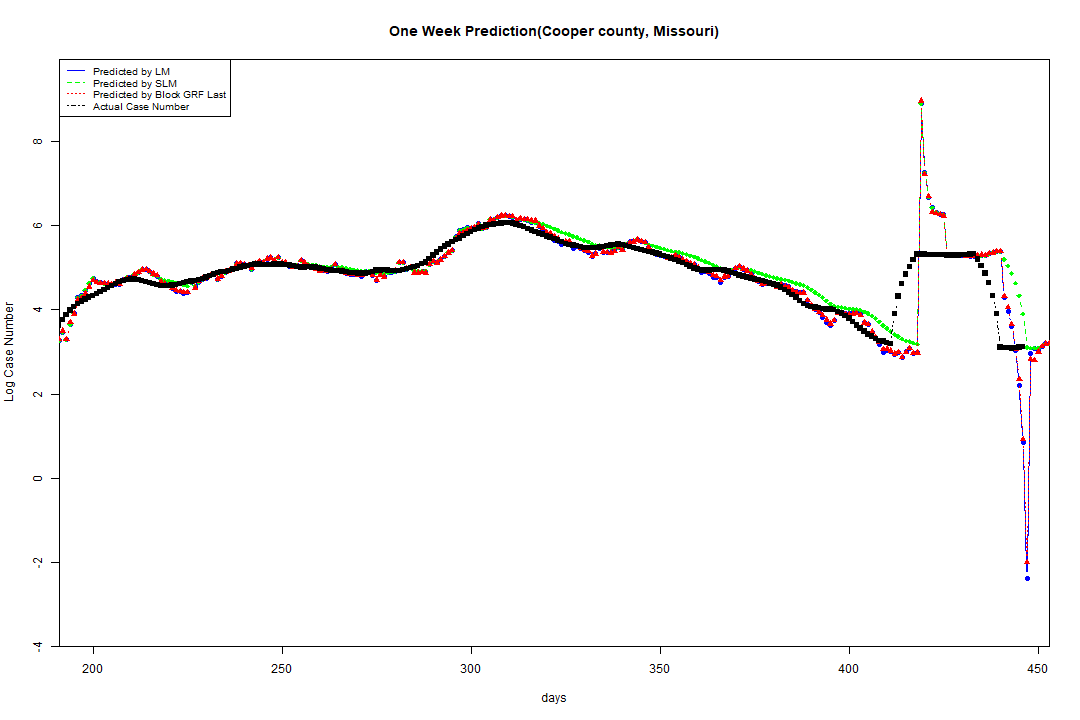 One Week Prediction(Cooper county, Missouri)
Predicted by LM
Predicted by SLM
Predicted by Block GRF Last
Actual Case Number
8
6
4
2
0
-2
-4
Log Case Number
200 250 300 350 400 450
days